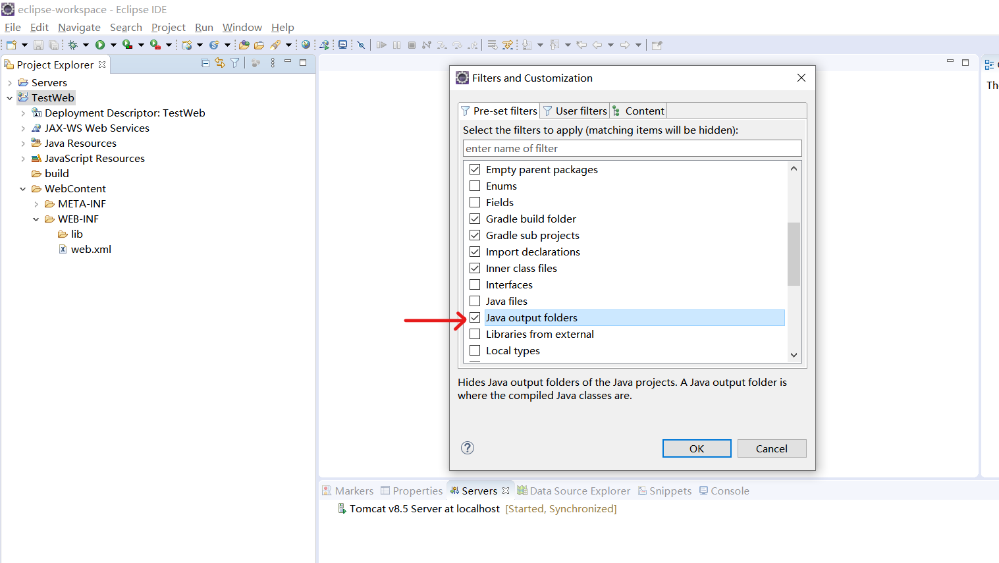 eclipse-workspace - Eclipse IDE
File Edit Navigate Search Project Run Window Help
Project Explorer
Servers
TestWeb
Deployment Descriptor: TestWeb
JAX-WS Web Services
Java Resources
JavaScript Resources
build
WebContent
META-INF
WEB-INF
lib
web.xml
Filters and Customization
Pre-set filters User filters Content
Select the filters to apply (matching items will be hidden):
enter name of filter
Empty parent packages
Enums
Fields
Gradle build folder
Gradle sub projects
Import declarations
Inner class files
Interfaces
Java files
Java output folders
Libraries from external
Local types
Hides Java output folders of the Java projects. A Java output folder is
where the compiled Java classes are.
OK Cancel
Markers Properties Servers Data Source Explorer Snippets Console
Tomcat v8.5 Server at localhost [Started, Synchronized]